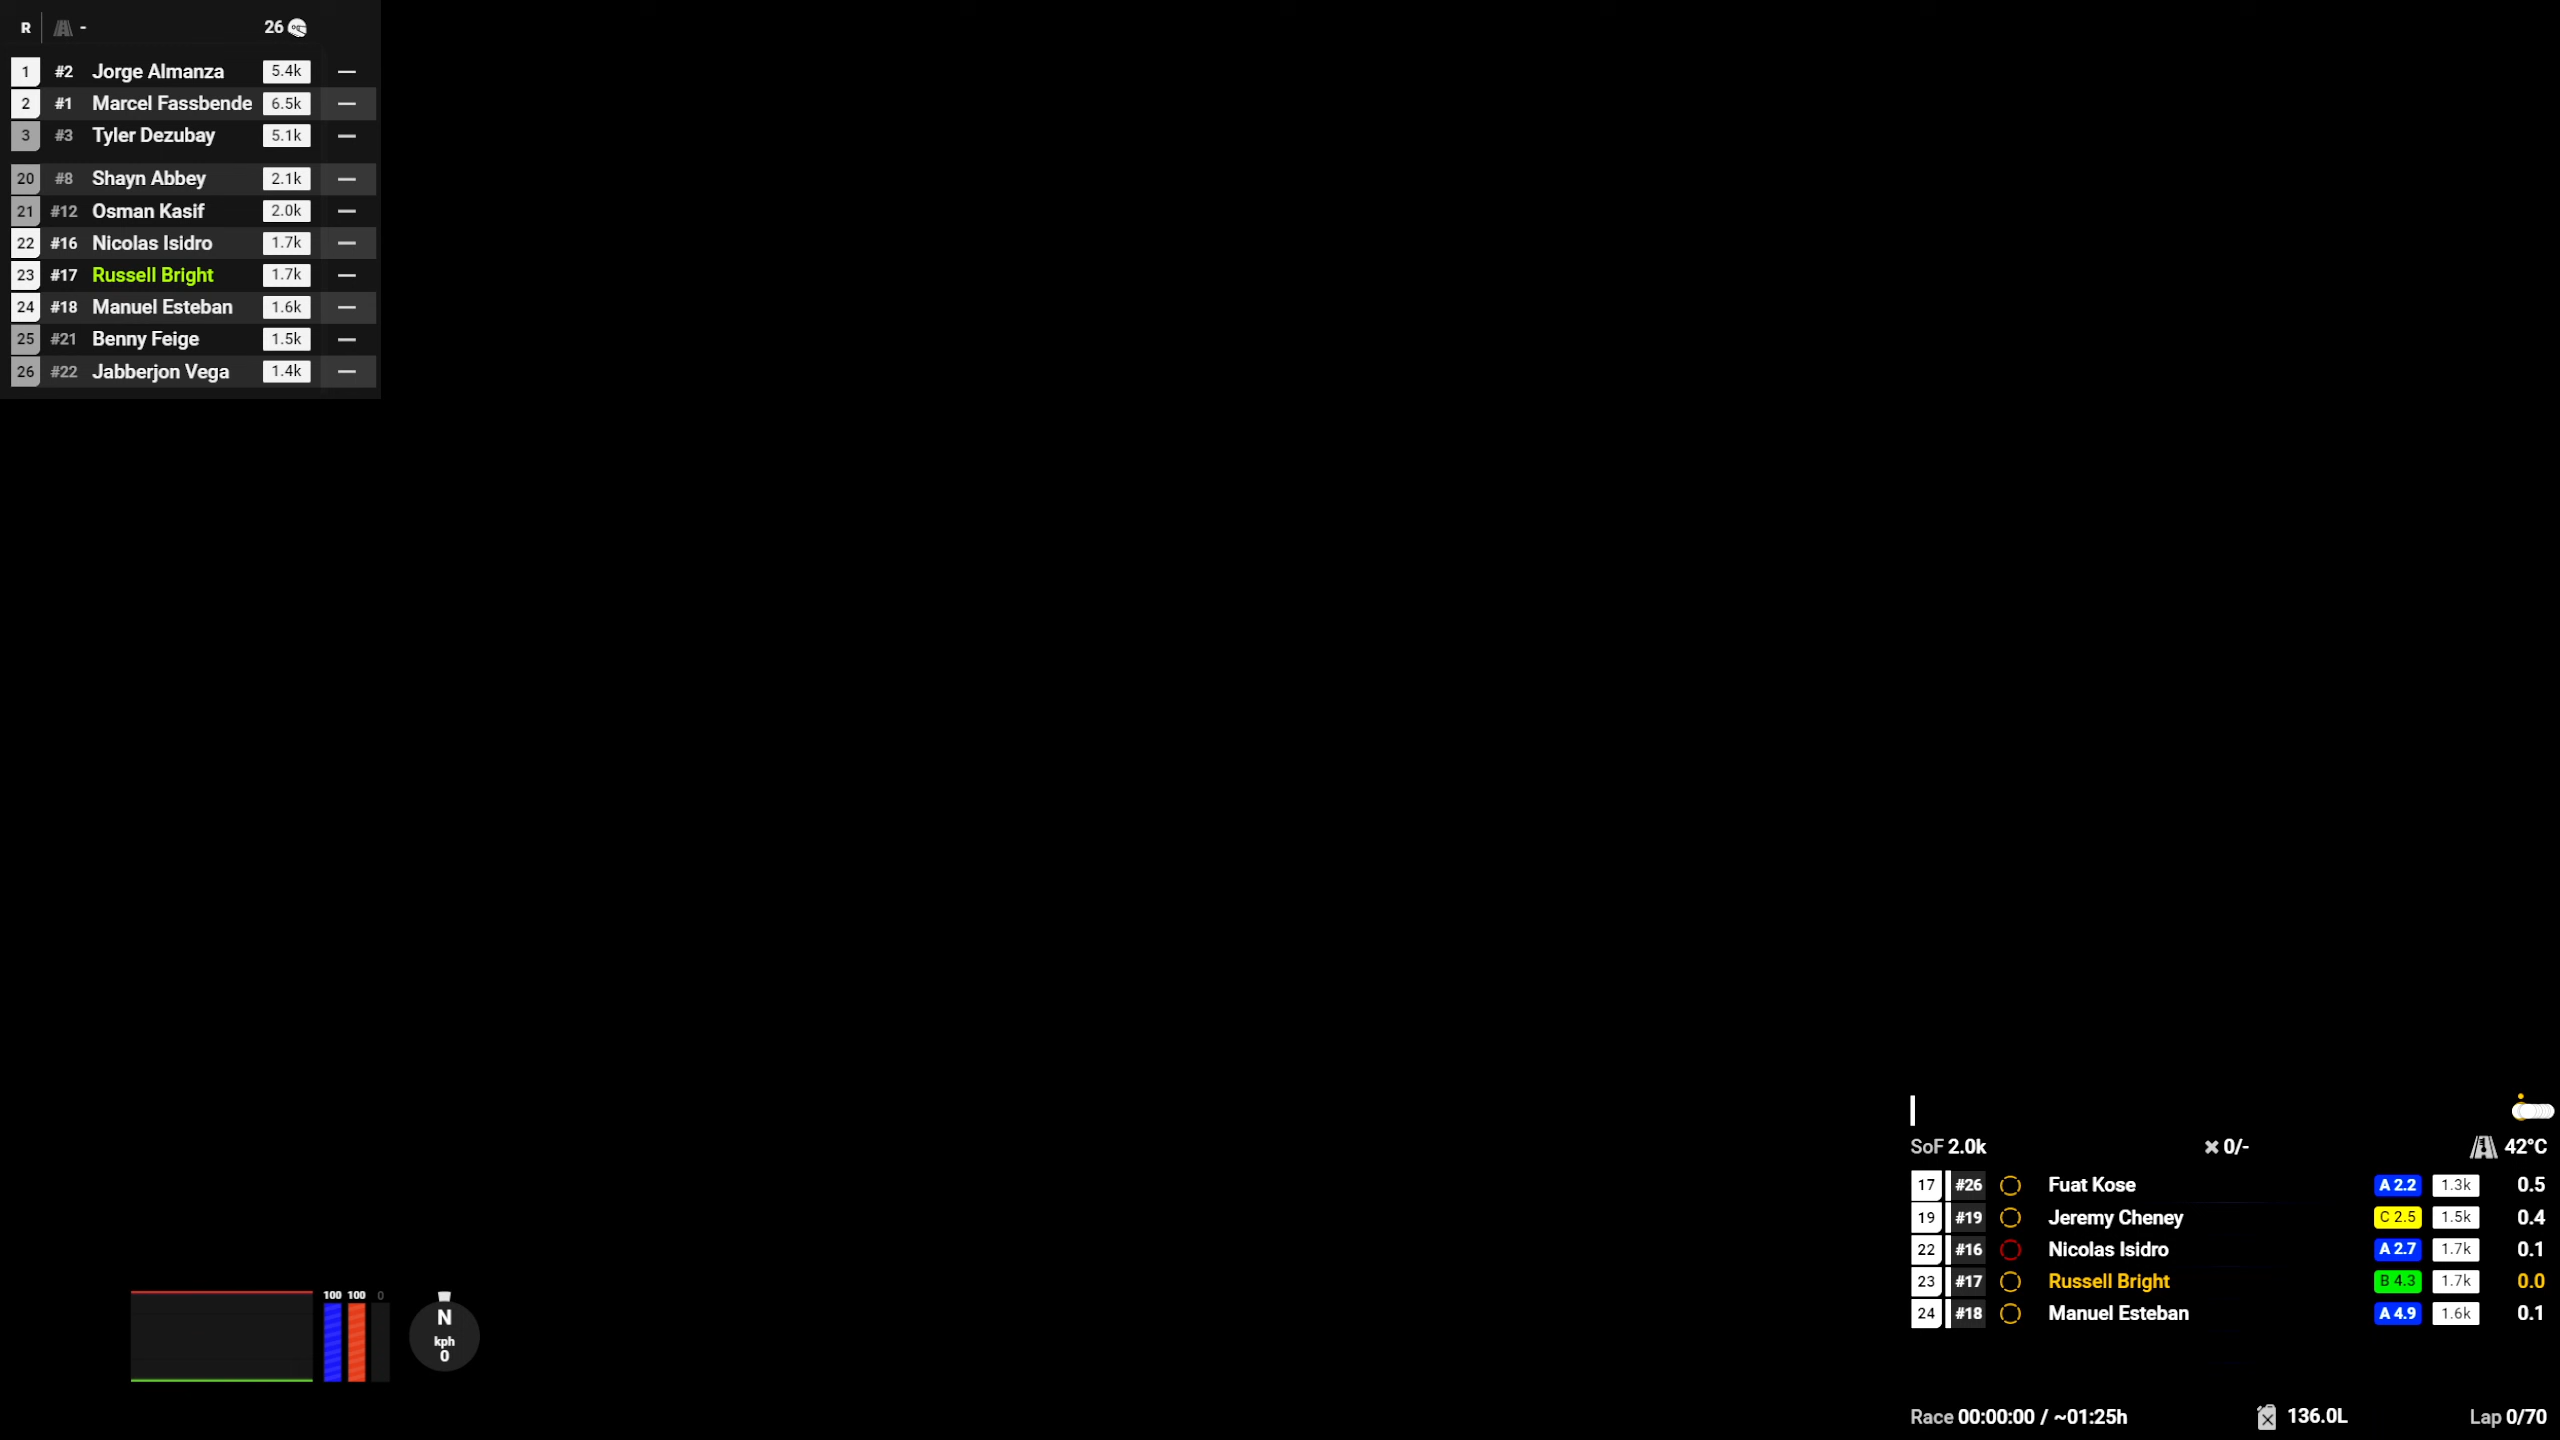 R - 26
1 #2 Jorge Almanza 5.4k —
2 #1 Marcel Fassbende 6.5k —
3 #3 Tyler Dezubay 5.1k —
20 #8 Shayn Abbey 2.1k —
21 #12 Osman Kasif 2.0k —
22 #16 Nicolas Isidro 1.7k —
23 #17 Russell Bright 1.7k —
24 #18 Manuel Esteban 1.6k —
25 #21 Benny Feige 1.5k —
26 #22 Jabberjon Vega 1.4k —
SoF 2.0k 0/- 42°C
17 #26 Fuat Kose A 2.2 1.3k 0.5
19 #19 Jeremy Cheney C 2.5 1.5k 0.4
22 #16 Nicolas Isidro A 2.7 1.7k 0.1
23 #17 Russell Bright B 4.3 1.7k 0.0
24 #18 Manuel Esteban A 4.9 1.6k 0.1
100 100 0
N
kph
0
Race 00:00:00 / ~01:25h 136.0L Lap 0/70